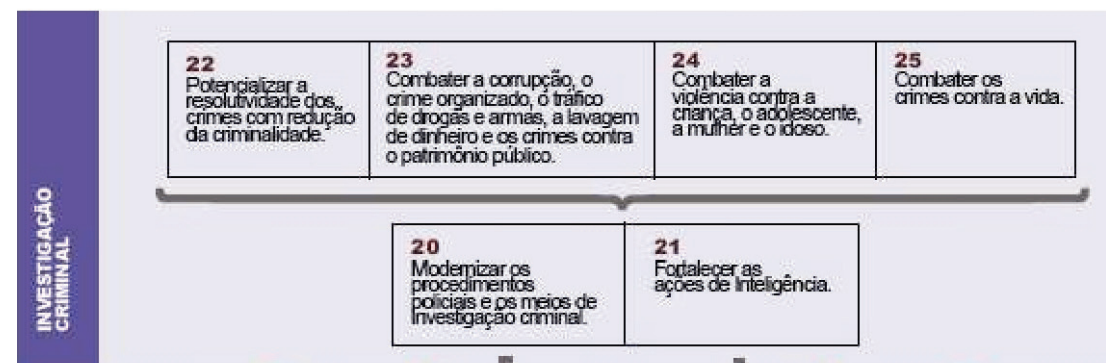 22
Potencializar a
resolutividade dos
crimes com redução
da criminalidade.
23
Combater a corrupção, o
crime organizado, o tráfico
de drogas e armas, a lavagem
de dinheiro e os crimes contra
o patrimônio público.
24
Combater a
violência contra a
criança, o adolescente,
a mulher e o idoso.
25
Combater os
crimes contra a vida.
INVESTIGAÇÃO
CRIMINAL
20
Modernizar os
procedimentos
policiais e os meios de
Investigação criminal.
21
Fortalecer as
ações de Inteligência.